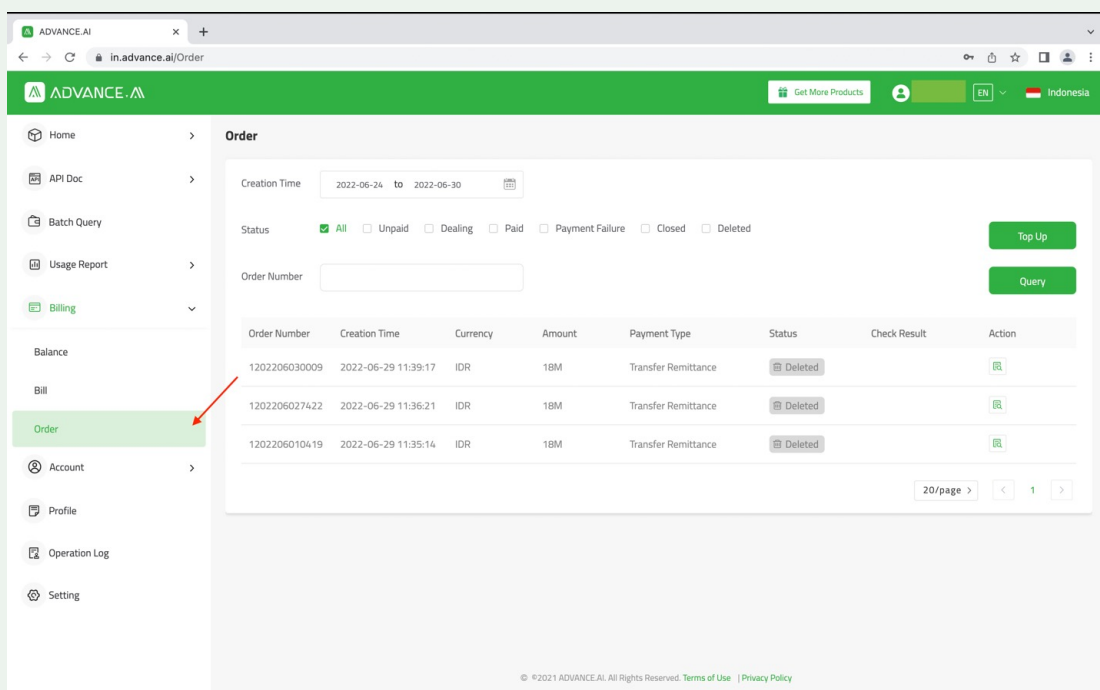 ADVANCE.AI
in.advance.ai/Order
ADVANCE.AI
Get More Products
EN
Indonesia
Home
API Doc
Batch Query
Usage Report
Billing
Balance
Bill
Order
Account
Profile
Operation Log
Setting
Order
Creation Time 2022-06-24 to 2022-06-30
Status All Unpaid Dealing Paid Payment Failure Closed Deleted
Top Up
Order Number
Query
Order Number Creation Time Currency Amount Payment Type Status Check Result Action
1202206030009 2022-06-29 11:39:17 IDR 18M Transfer Remittance Deleted
1202206027422 2022-06-29 11:36:21 IDR 18M Transfer Remittance Deleted
1202206010419 2022-06-29 11:35:14 IDR 18M Transfer Remittance Deleted
20/page > < 1 >
© ©2021 ADVANCE.AI. All Rights Reserved. Terms of Use | Privacy Policy